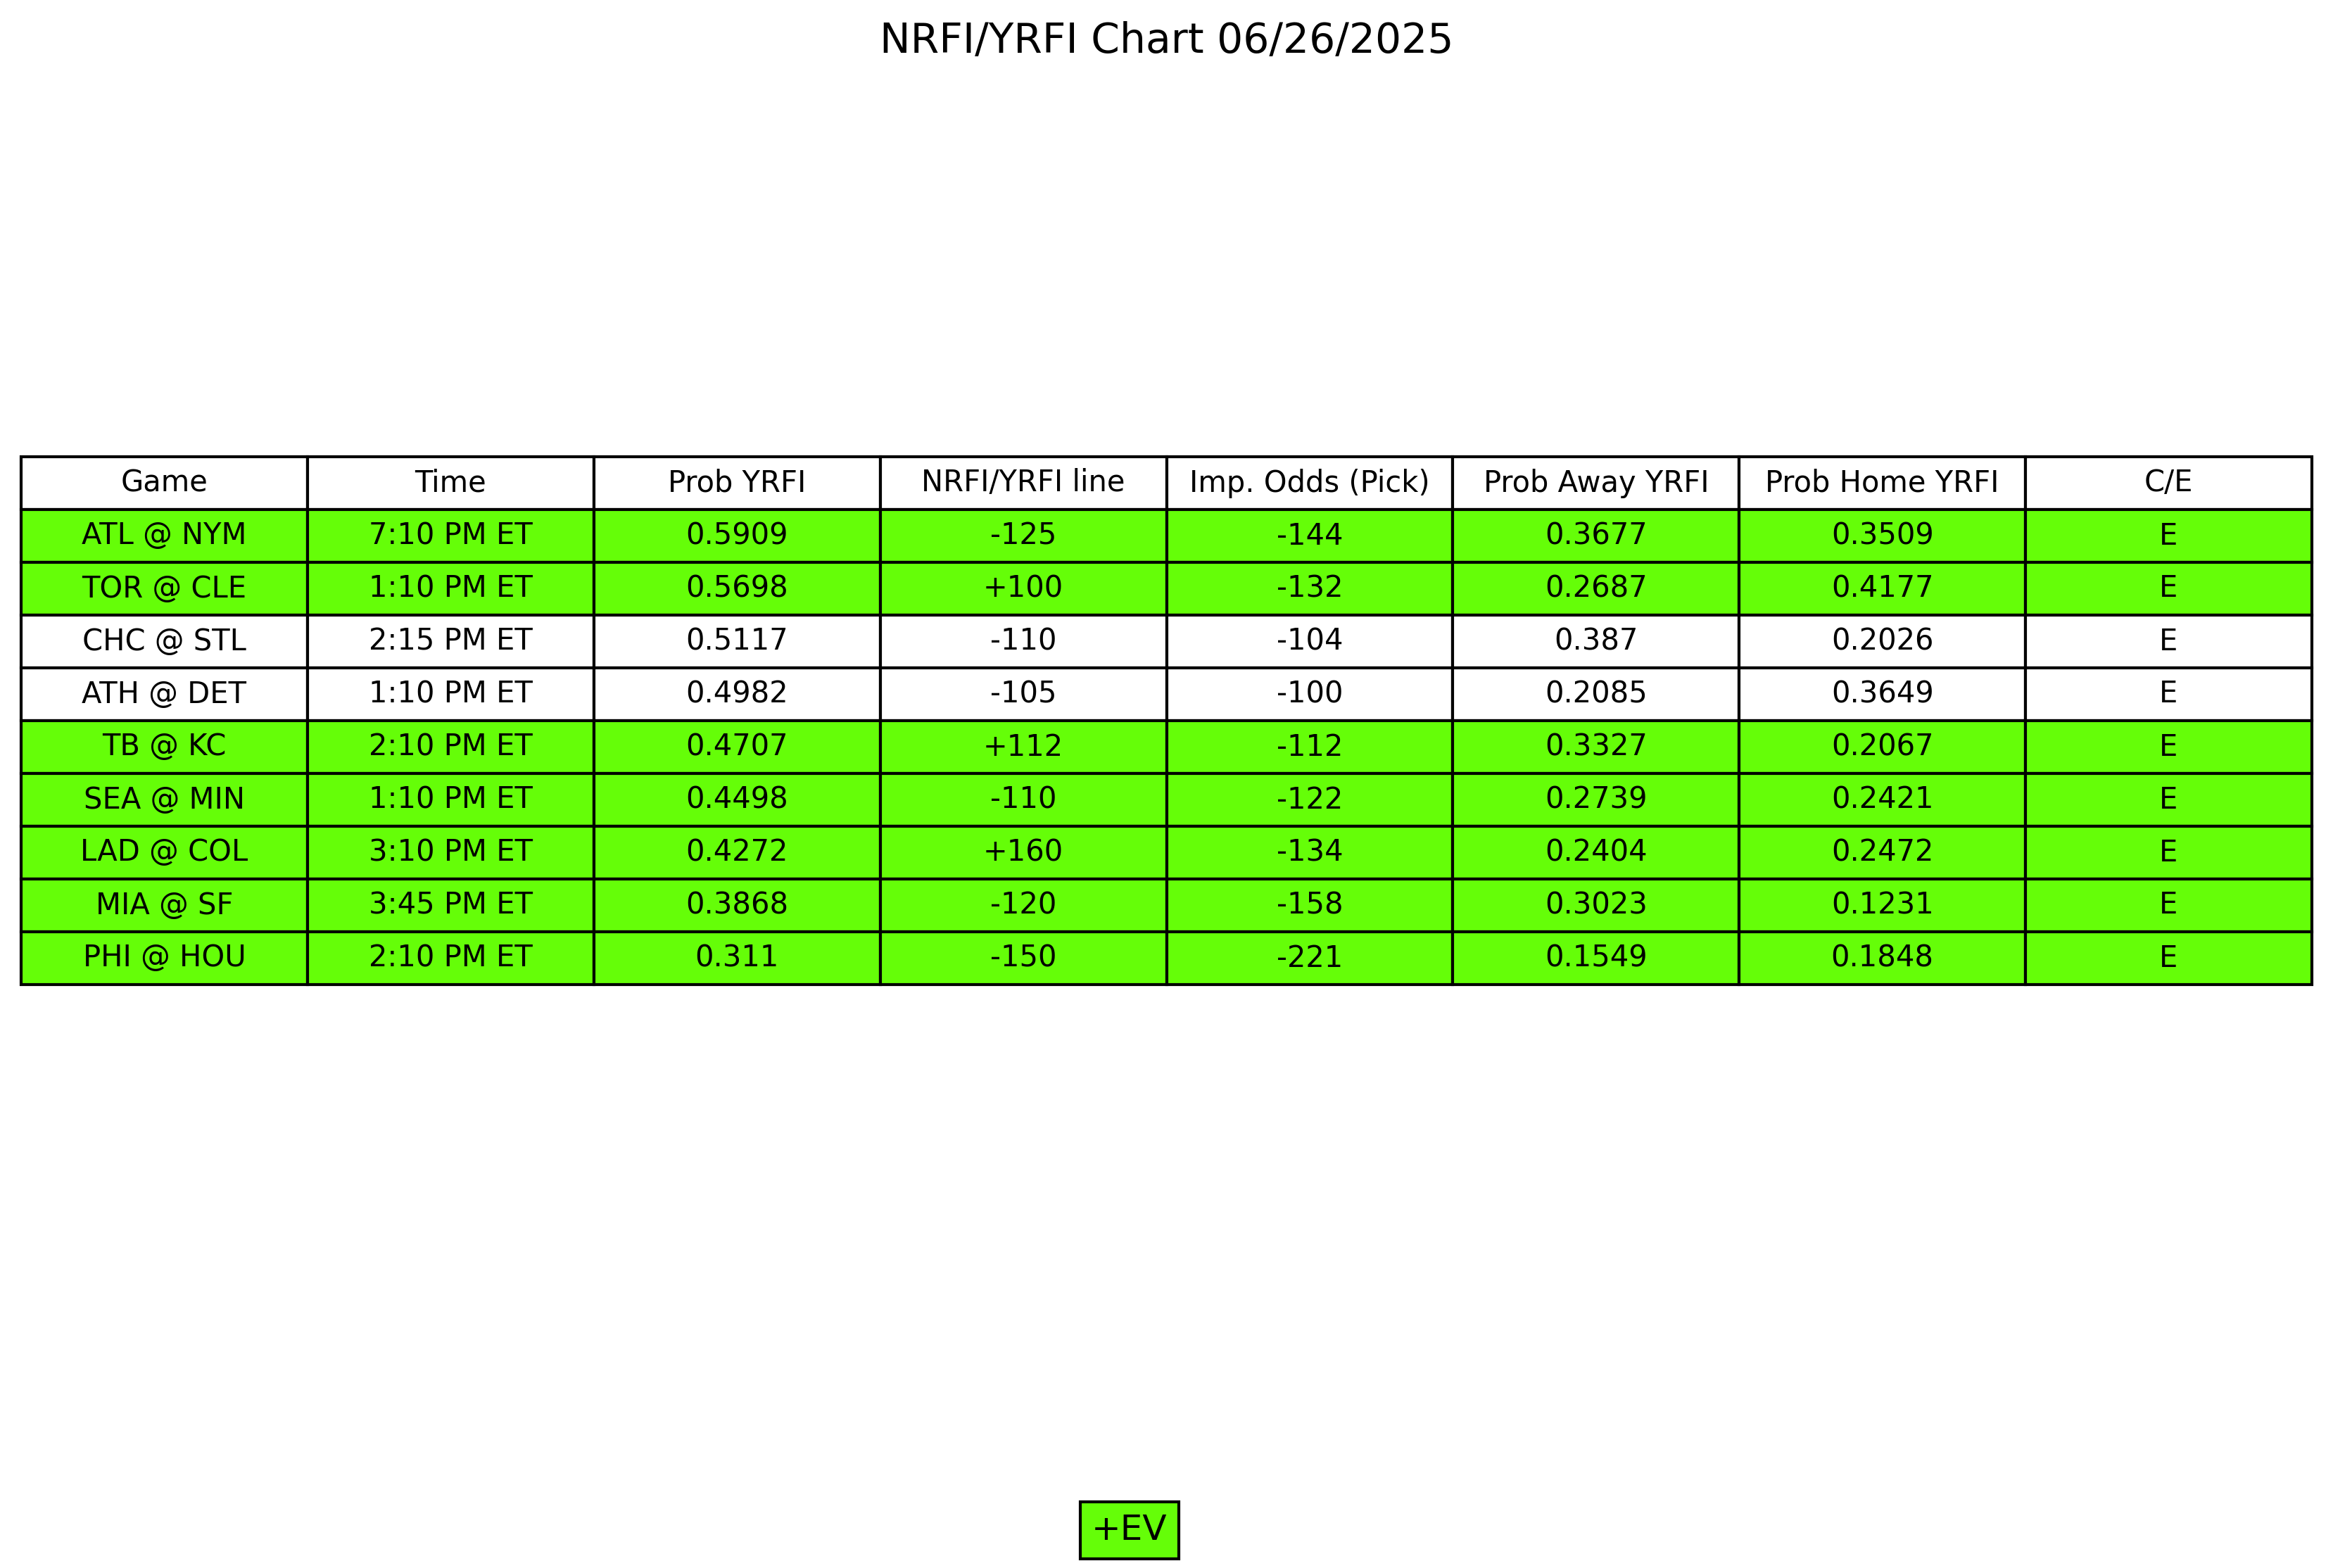 NRFI/YRFI Chart 06/26/2025
Game Time Prob YRFI NRFI/YRFI line Imp. Odds (Pick) Prob Away YRFI Prob Home YRFI C/E
ATL @ NYM 7:10 PM ET 0.5909 -125 -144 0.3677 0.3509 E
TOR @ CLE 1:10 PM ET 0.5698 +100 -132 0.2687 0.4177 E
CHC @ STL 2:15 PM ET 0.5117 -110 -104 0.387 0.2026 E
ATH @ DET 1:10 PM ET 0.4982 -105 -100 0.2085 0.3649 E
TB @ KC 2:10 PM ET 0.4707 +112 -112 0.3327 0.2067 E
SEA @ MIN 1:10 PM ET 0.4498 -110 -122 0.2739 0.2421 E
LAD @ COL 3:10 PM ET 0.4272 +160 -134 0.2404 0.2472 E
MIA @ SF 3:45 PM ET 0.3868 -120 -158 0.3023 0.1231 E
PHI @ HOU 2:10 PM ET 0.311 -150 -221 0.1549 0.1848 E
+EV